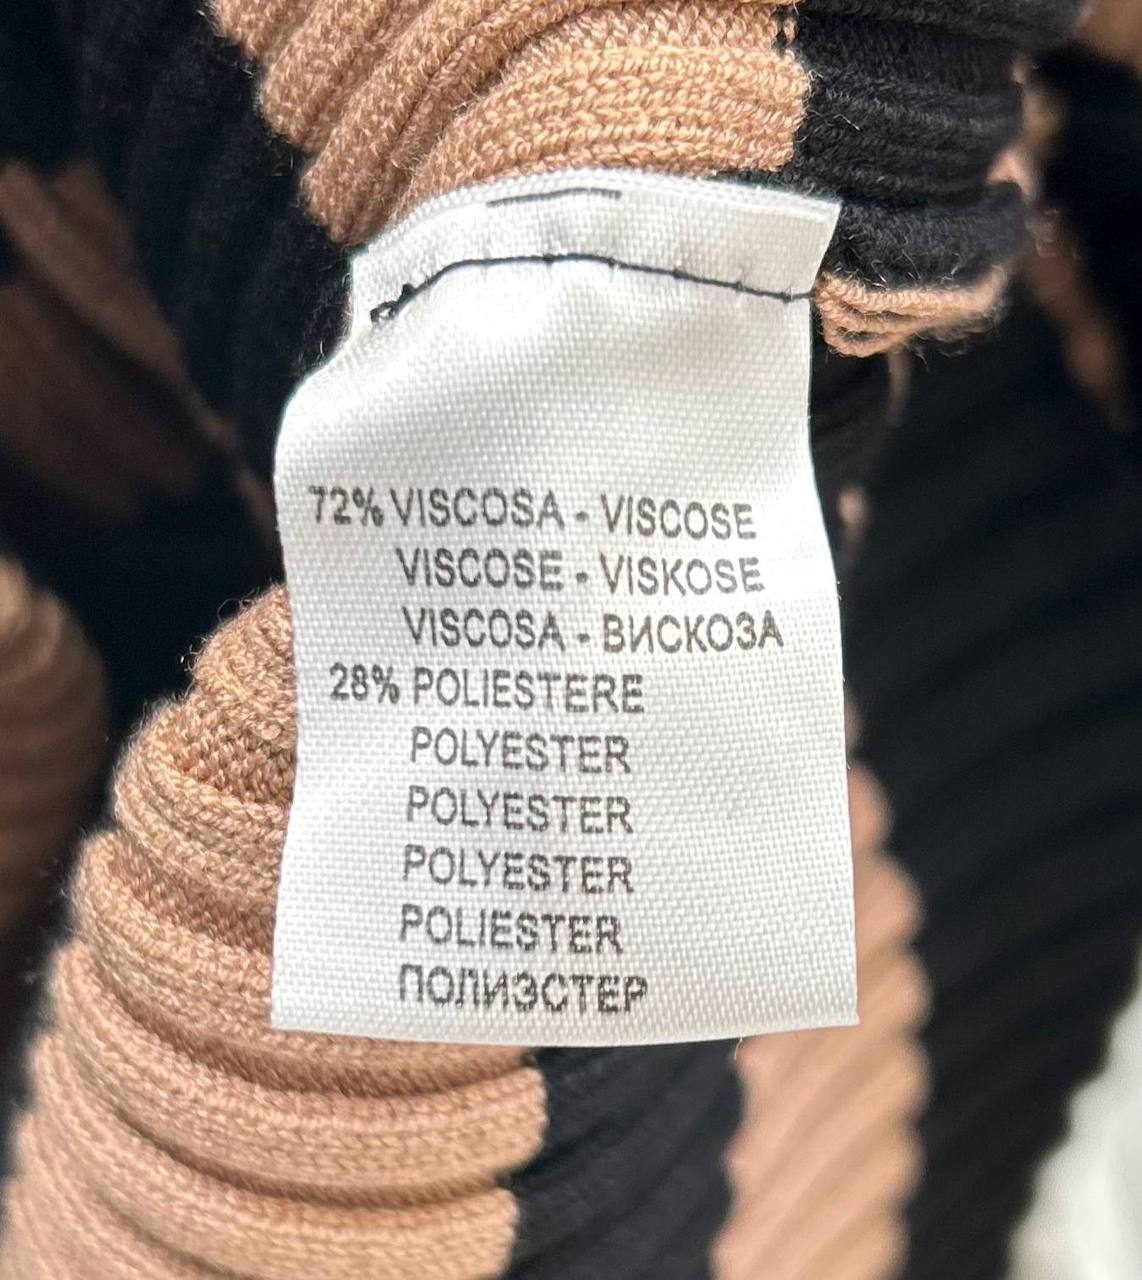 72% VISCOSA - VISCOSE
VISCOSE - VISKOSE
VISCOSA - ВИСКОЗА
28% POLIESTERE
POLYESTER
POLYESTER
POLYESTER
POLIESTER
ПОЛИЭСТЕР